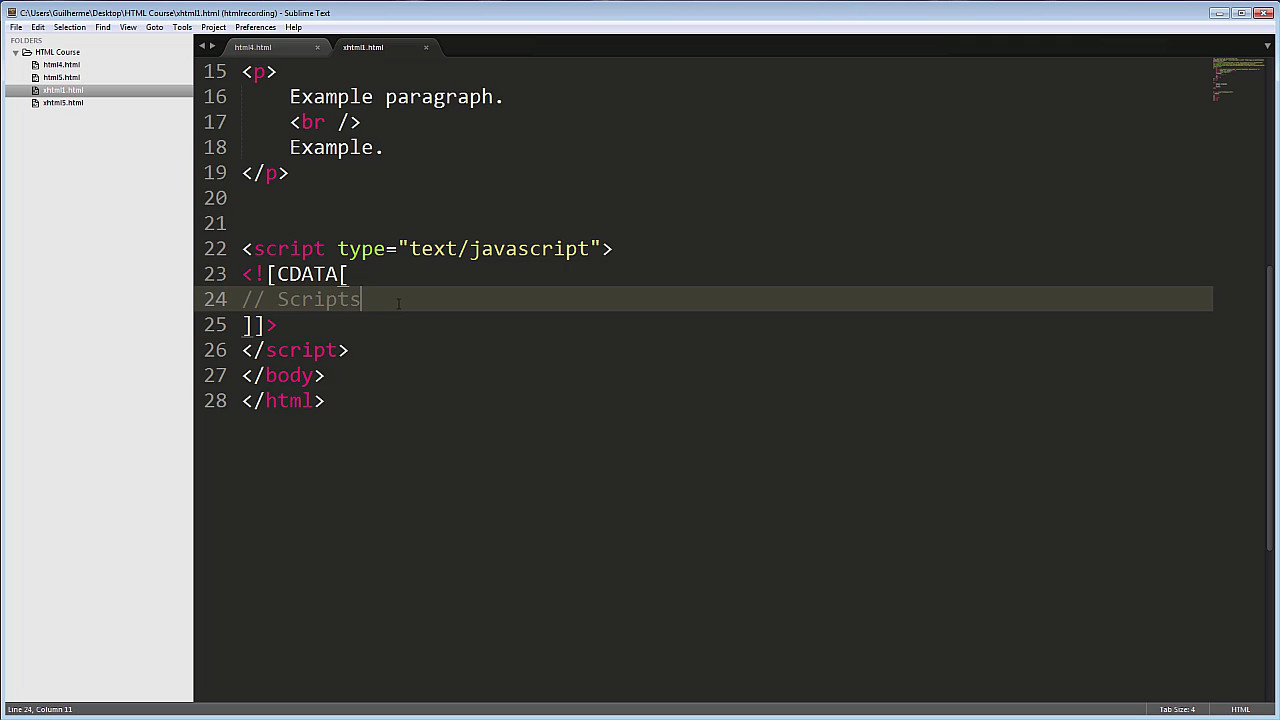 C:\Users\Guilherme\Desktop\HTML Course\xhtml1.html (htmlrecording) - Sublime Text
File Edit Selection Find View Goto Tools Project Preferences Help
FOLDERS
HTML Course
html4.html
html5.html
xhtml1.html
xhtml5.html
html4.html × xhtml1.html ×
15 <p>
16 Example paragraph.
17 <br />
18 Example.
19 </p>
20
21
22 <script type="text/javascript">
23 <![CDATA[
24 // Scripts
25 ]]>
26 </script>
27 </body>
28 </html>
Line 24, Column 11 Tab Size: 4 HTML